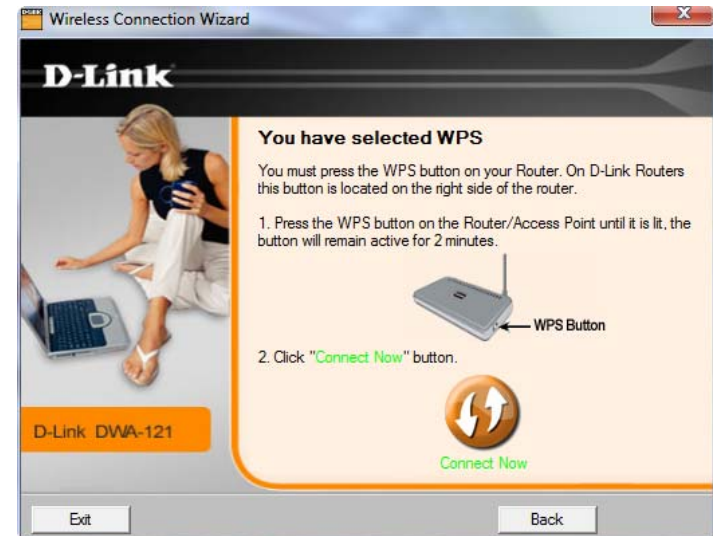 Wireless Connection Wizard
D-Link
You have selected WPS
You must press the WPS button on your Router. On D-Link Routers
this button is located on the right side of the router.
1. Press the WPS button on the Router/Access Point until it is lit, the
button will remain active for 2 minutes.
WPS Button
2. Click "Connect Now" button.
D-Link DWA-121
Connect Now
Exit
Back